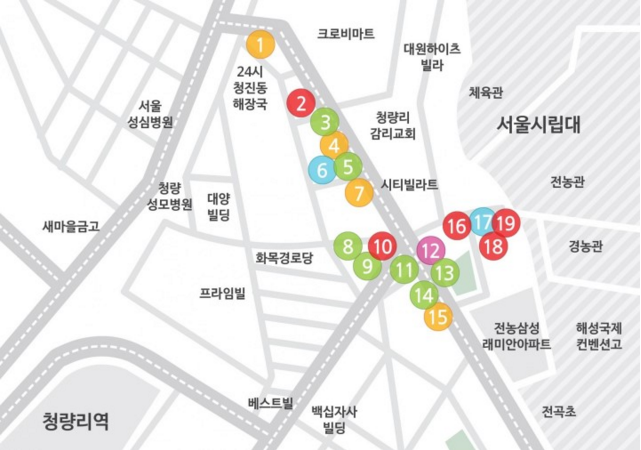 1
크로비마트
대원하이츠
빌라
24시
청진동
해장국
체육관
2
서울
성심병원
3
청량리
감리교회
서울시립대
4
5
6
시티빌라트
7
전농관
청량
성모병원
대양
빌딩
새마을금고
16
17
19
18
8
10
12
경농관
화목경로당
9
11
13
프라임빌
14
15
전농삼성
래미안아파트
해성국제
컨벤션고
베스트빌
백십자사
빌딩
전곡초
청량리역